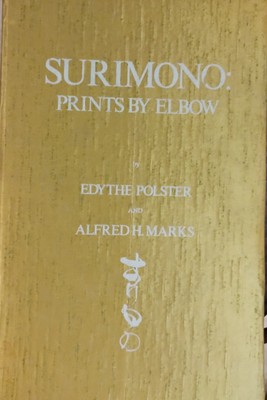 SURIMONO:
PRINTS BY ELBOW
BY
EDYTHE POLSTER
AND
ALFRED H. MARKS